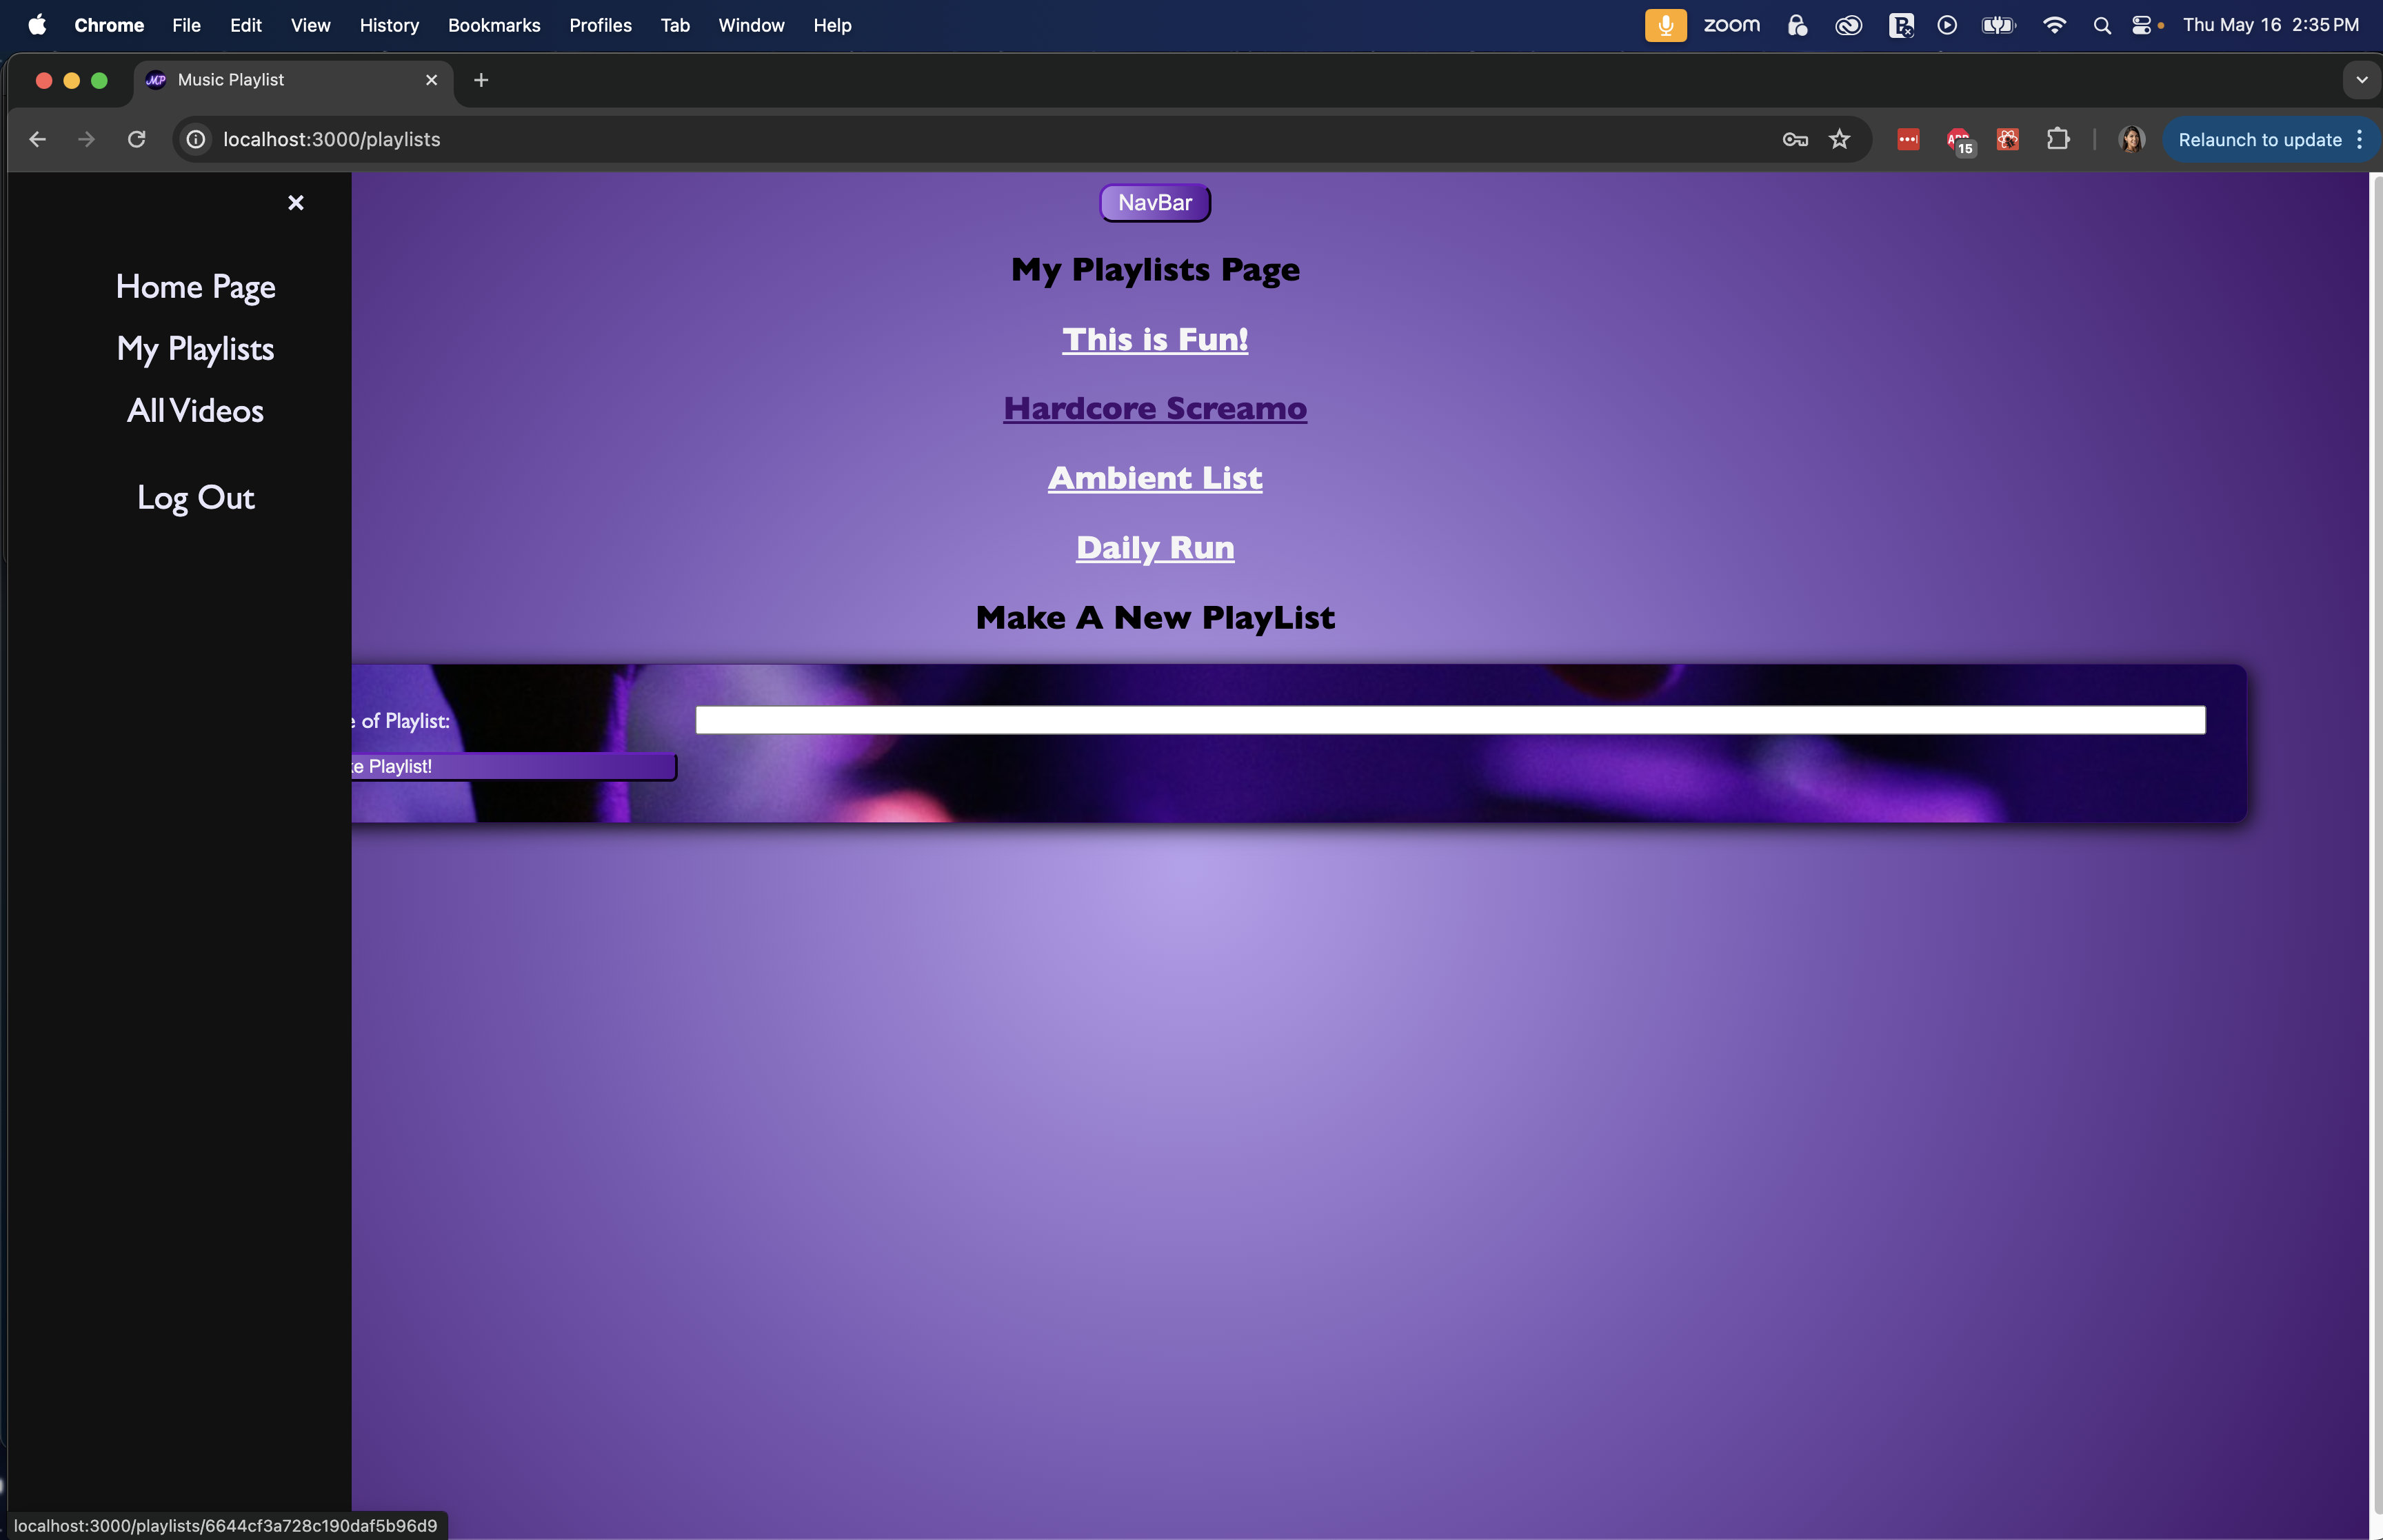 Chrome File Edit View History Bookmarks Profiles Tab Window Help zoom Thu May 16 2:35 PM
MP Music Playlist
localhost:3000/playlists 15 Relaunch to update
NavBar
Home Page
My Playlists
All Videos
Log Out
My Playlists Page
This is Fun!
Hardcore Screamo
Ambient List
Daily Run
Make A New PlayList
e of Playlist:
ke Playlist!
localhost:3000/playlists/6644cf3a728c190daf5b96d9